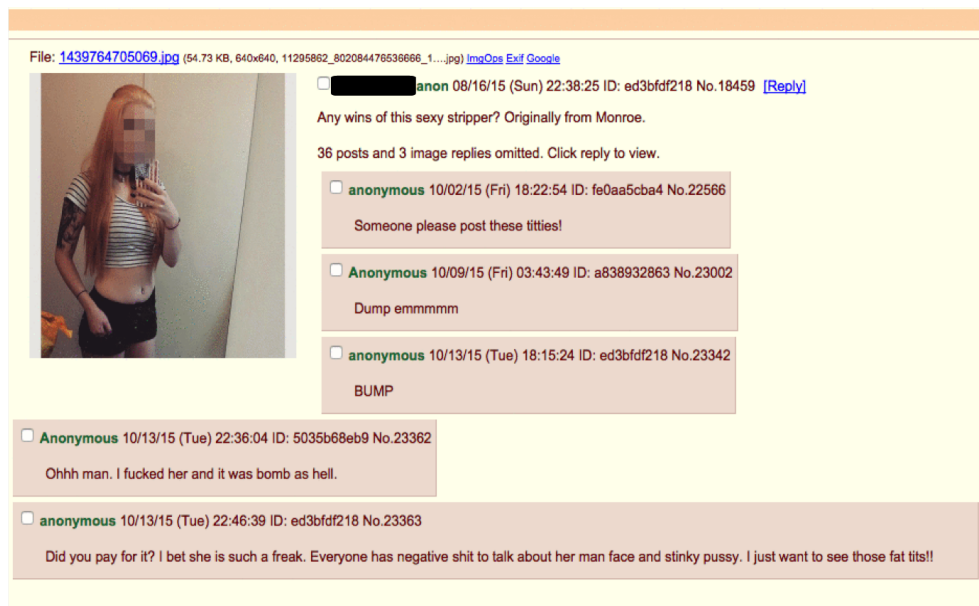 File: 1439764705069.jpg (54.73 KB, 640x640, 11295862_802084476536666_1....jpg) ImgOps Exif Google
anon 08/16/15 (Sun) 22:38:25 ID: ed3bfdf218 No.18459 [Reply]
Any wins of this sexy stripper? Originally from Monroe.
36 posts and 3 image replies omitted. Click reply to view.
anonymous 10/02/15 (Fri) 18:22:54 ID: fe0aa5cba4 No.22566
Someone please post these titties!
Anonymous 10/09/15 (Fri) 03:43:49 ID: a838932863 No.23002
Dump emmmmm
anonymous 10/13/15 (Tue) 18:15:24 ID: ed3bfdf218 No.23342
BUMP
Anonymous 10/13/15 (Tue) 22:36:04 ID: 5035b68eb9 No.23362
Ohhh man. I fucked her and it was bomb as hell.
anonymous 10/13/15 (Tue) 22:46:39 ID: ed3bfdf218 No.23363
Did you pay for it? I bet she is such a freak. Everyone has negative shit to talk about her man face and stinky pussy. I just want to see those fat tits!!